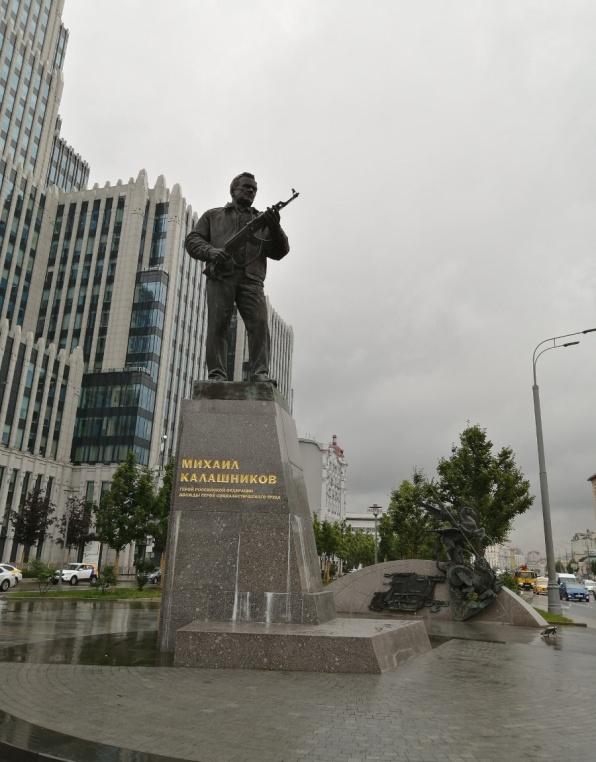 МИХАИЛ
КАЛАШНИКОВ
ГЕРОЙ РОССИЙСКОЙ ФЕДЕРАЦИИ
ДВАЖДЫ ГЕРОЙ СОЦИАЛИСТИЧЕСКОГО ТРУДА